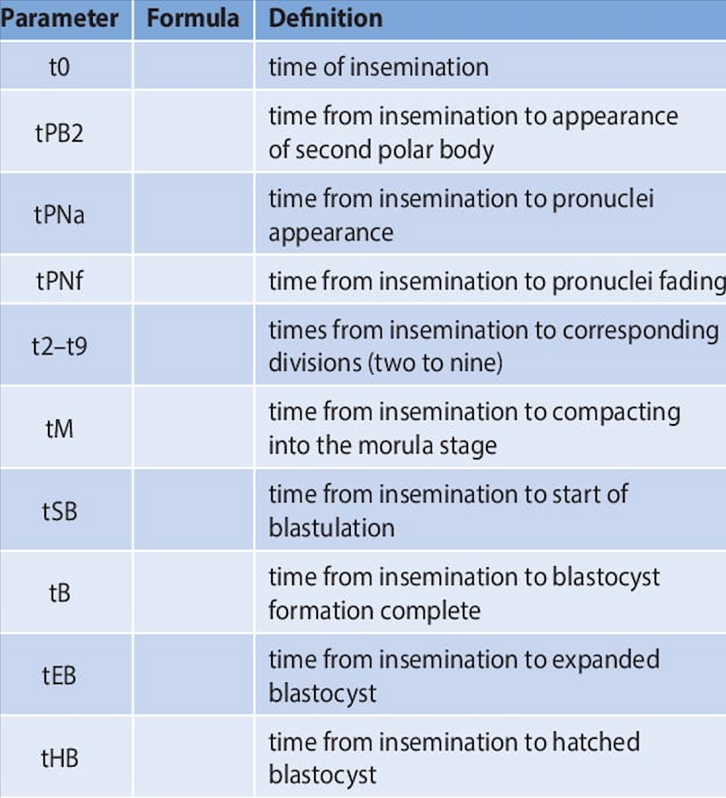 Parameter Formula Definition
t0 time of insemination
tPB2 time from insemination to appearance
of second polar body
tPNa time from insemination to pronuclei
appearance
tPNf time from insemination to pronuclei fading
t2–t9 times from insemination to corresponding
divisions (two to nine)
tM time from insemination to compacting
into the morula stage
tSB time from insemination to start of
blastulation
tB time from insemination to blastocyst
formation complete
tEB time from insemination to expanded
blastocyst
tHB time from insemination to hatched
blastocyst